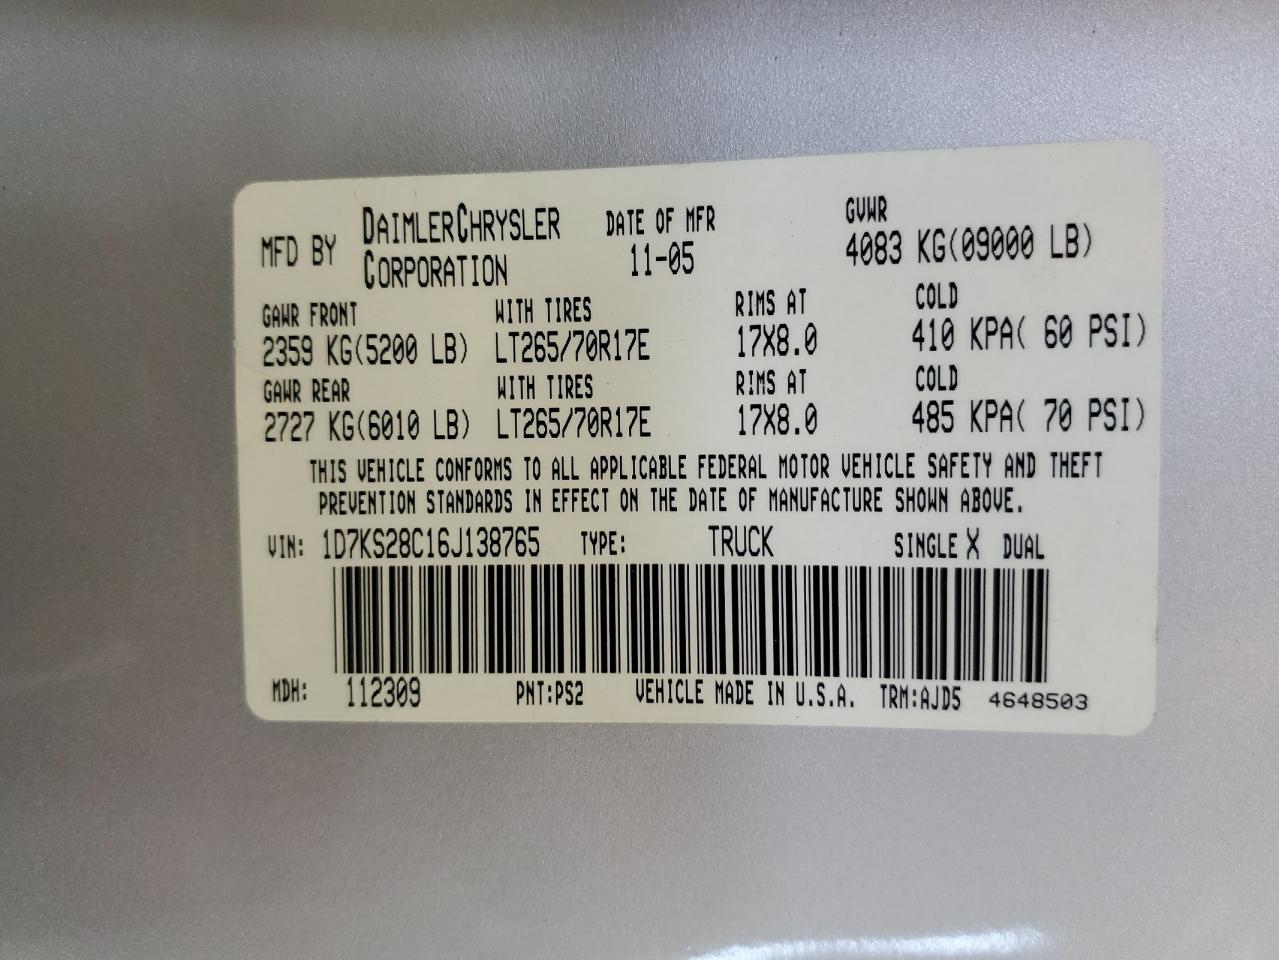 MFD BY DAIMLERCHRYSLER CORPORATION DATE OF MFR 11-05 GVWR 4083 KG(09000 LB)
GAWR FRONT WITH TIRES RIMS AT COLD
2359 KG(5200 LB) LT265/70R17E 17X8.0 410 KPA( 60 PSI)
GAWR REAR WITH TIRES RIMS AT COLD
2727 KG(6010 LB) LT265/70R17E 17X8.0 485 KPA( 70 PSI)
THIS VEHICLE CONFORMS TO ALL APPLICABLE FEDERAL MOTOR VEHICLE SAFETY AND THEFT
PREVENTION STANDARDS IN EFFECT ON THE DATE OF MANUFACTURE SHOWN ABOVE.
VIN: 1D7KS28C16J138765 TYPE: TRUCK SINGLE X DUAL
MDH: 112309 PNT:PS2 VEHICLE MADE IN U.S.A. TRM:AJD5 4648503